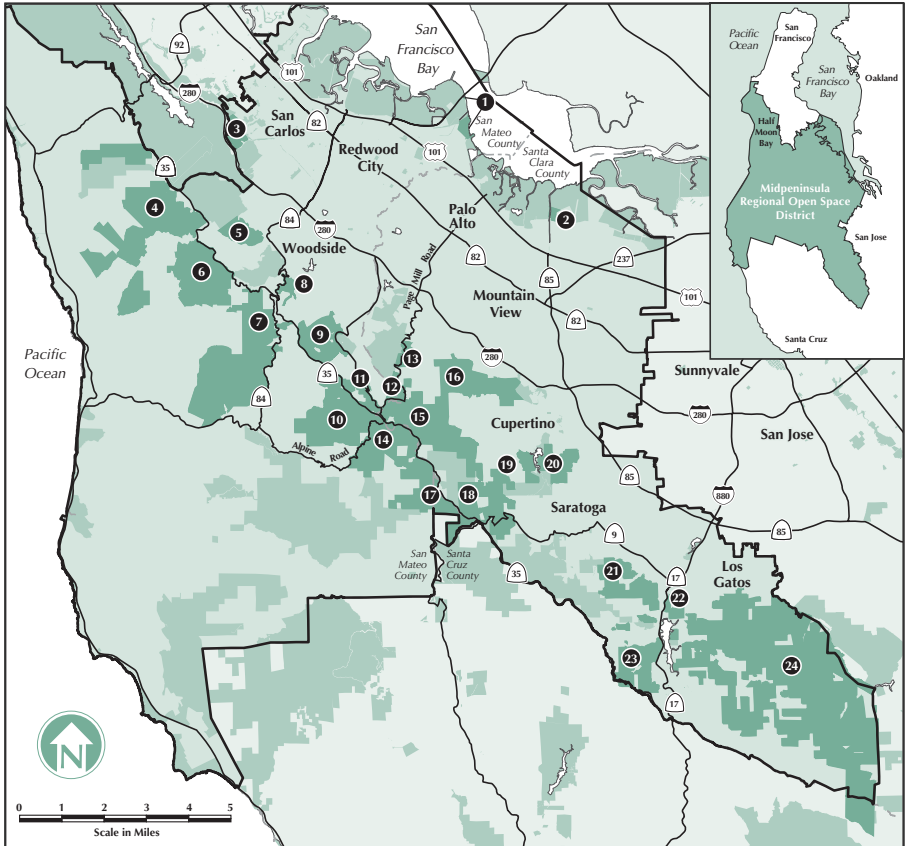 92
101
280
San
Francisco
Bay
1
3
San
Carlos
82
San
Mateo
County
Redwood
City
101
Santa
Clara
County
35
4
5
84
280
Woodside
Palo
Alto
2
6
8
Page Mill Road
82
85
237
Mountain
View
101
82
7
9
Pacific
Ocean
35
11
12
13
16
280
Sunnyvale
84
10
15
Cupertino
280
San Jose
Alpine Road
14
19
20
85
17
18
Saratoga
880
9
85
San
Mateo
County
Santa
Cruz
County
35
21
17
22
Los
Gatos
23
24
17
N
0 1 2 3 4 5
Scale in Miles
Pacific
Ocean
San
Francisco
San
Francisco
Bay
Oakland
Half
Moon
Bay
Midpeninsula
Regional Open Space
District
San Jose
Santa Cruz